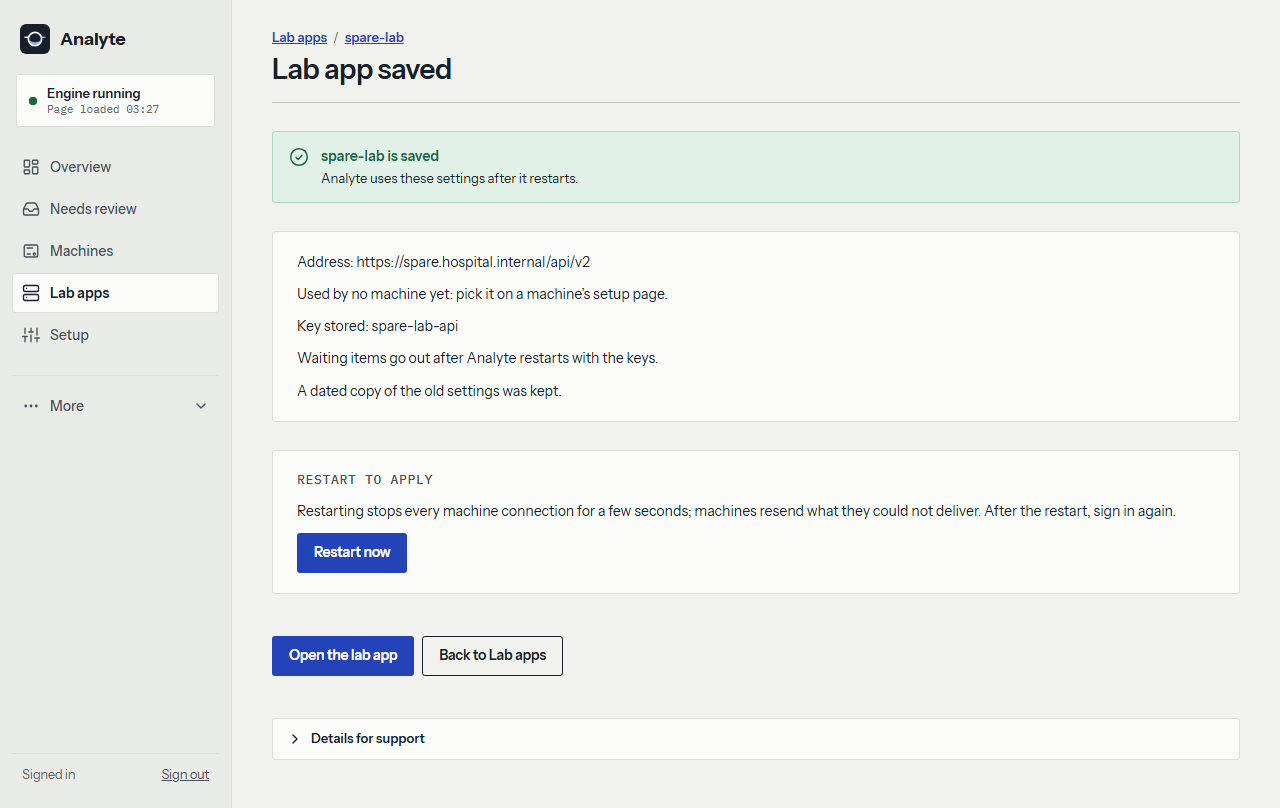 Analyte
Engine running
Page loaded 03:27
Overview
Needs review
Machines
Lab apps
Setup
More
Signed in
Sign out
Lab apps / spare-lab
Lab app saved
spare-lab is saved
Analyte uses these settings after it restarts.
Address: https://spare.hospital.internal/api/v2
Used by no machine yet: pick it on a machine's setup page.
Key stored: spare-lab-api
Waiting items go out after Analyte restarts with the keys.
A dated copy of the old settings was kept.
RESTART TO APPLY
Restarting stops every machine connection for a few seconds; machines resend what they could not deliver. After the restart, sign in again.
Restart now
Open the lab app
Back to Lab apps
Details for support